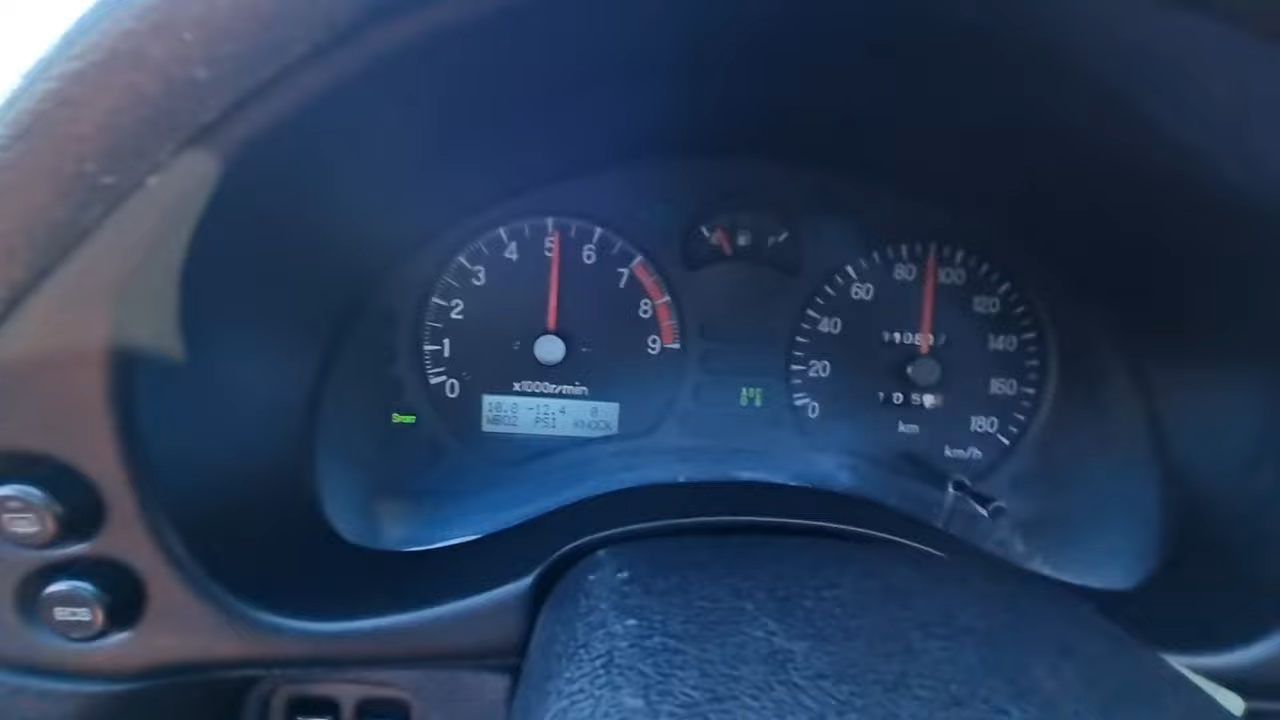 0 1 2 3 4 5 6 7 8 9
x1000r/min
10.8 -12.4 0
WBO2 PSI KNOCK
0 20 40 60 80 100 120 140 160 180
km
km/h